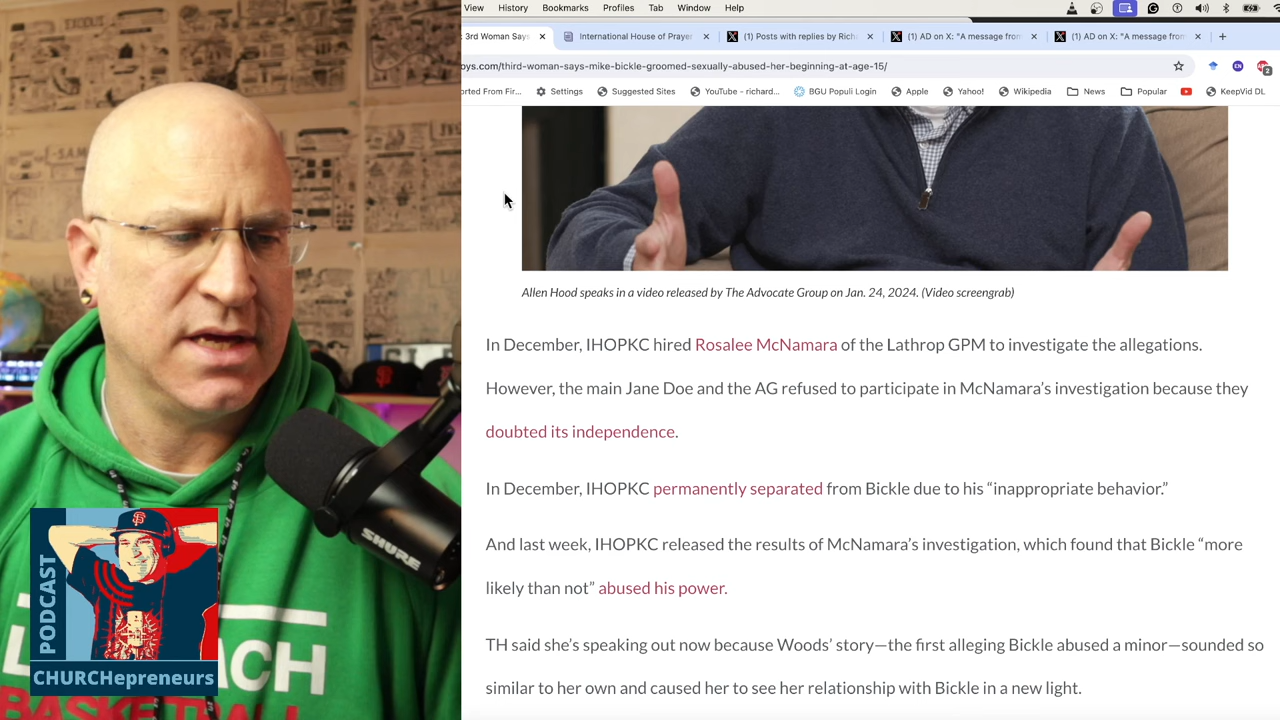 View History Bookmarks Profiles Tab Window Help
3rd Woman Says
International House of Prayer
(1) Posts with replies by Rich
(1) AD on X: "A message from
(1) AD on X: "A message from
oys.com/third-woman-says-mike-bickle-groomed-sexually-abused-her-beginning-at-age-15/
orted From Fir... Settings Suggested Sites YouTube - richard... BGU Populi Login Apple Yahoo! Wikipedia News Popular KeepVid DL
Allen Hood speaks in a video released by The Advocate Group on Jan. 24, 2024. (Video screengrab)
In December, IHOPKC hired Rosalee McNamara of the Lathrop GPM to investigate the allegations.
However, the main Jane Doe and the AG refused to participate in McNamara’s investigation because they
doubted its independence.
In December, IHOPKC permanently separated from Bickle due to his “inappropriate behavior.”
And last week, IHOPKC released the results of McNamara’s investigation, which found that Bickle “more
likely than not” abused his power.
TH said she’s speaking out now because Woods’ story—the first alleging Bickle abused a minor—sounded so
similar to her own and caused her to see her relationship with Bickle in a new light.
SHURE
PODCAST
CHURCHepreneurs
ACH
BASKETBALL